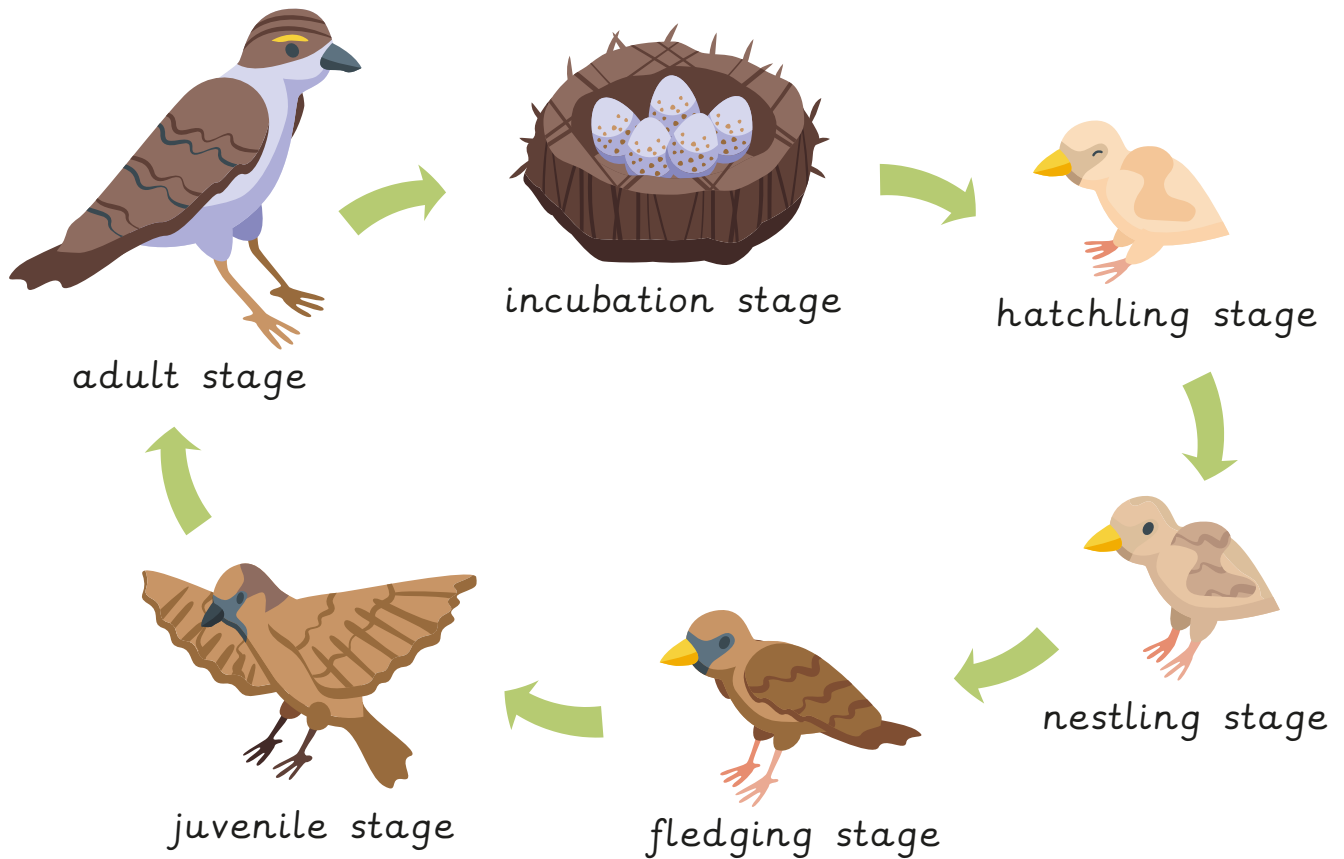 incubation stage
hatchling stage
adult stage
nestling stage
juvenile stage
fledging stage